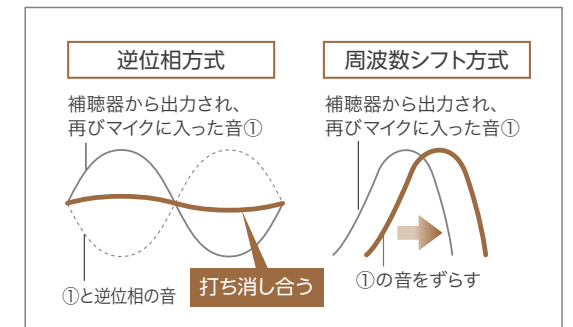 逆位相方式
補聴器から出力され、
再びマイクに入った音①
①と逆位相の音
打ち消し合う
周波数シフト方式
補聴器から出力され、
再びマイクに入った音①
①の音をずらす